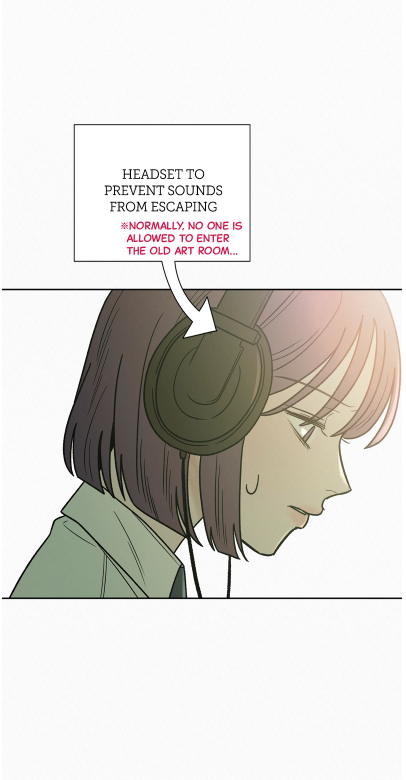 HEADSET TO
PREVENT SOUNDS
FROM ESCAPING
※NORMALLY, NO ONE IS
ALLOWED TO ENTER
THE OLD ART ROOM...